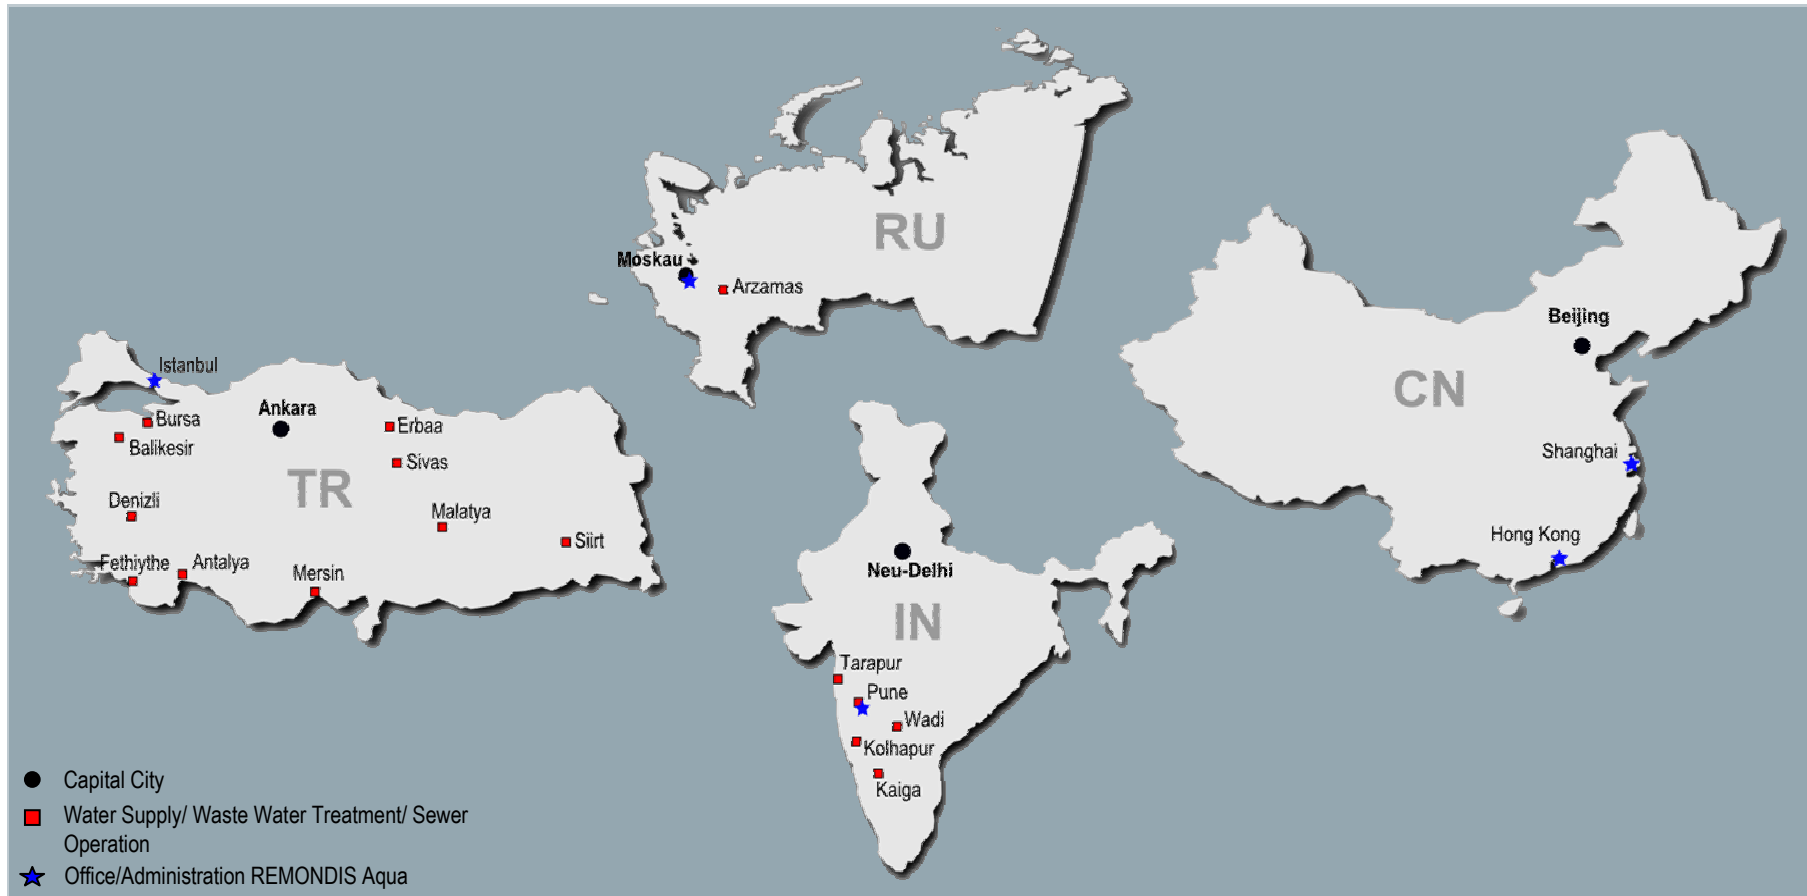 RU
Moskau
Arzamas
Beijing
CN
Shanghai
Hong Kong
Istanbul
Bursa
Balikesir
Ankara
Erbaa
Sivas
TR
Denizli
Malatya
Siirt
Fethiythe
Antalya
Mersin
Neu-Delhi
IN
Tarapur
Pune
Wadi
Kolhapur
Kaiga
Capital City
Water Supply/ Waste Water Treatment/ Sewer
Operation
Office/Administration REMONDIS Aqua